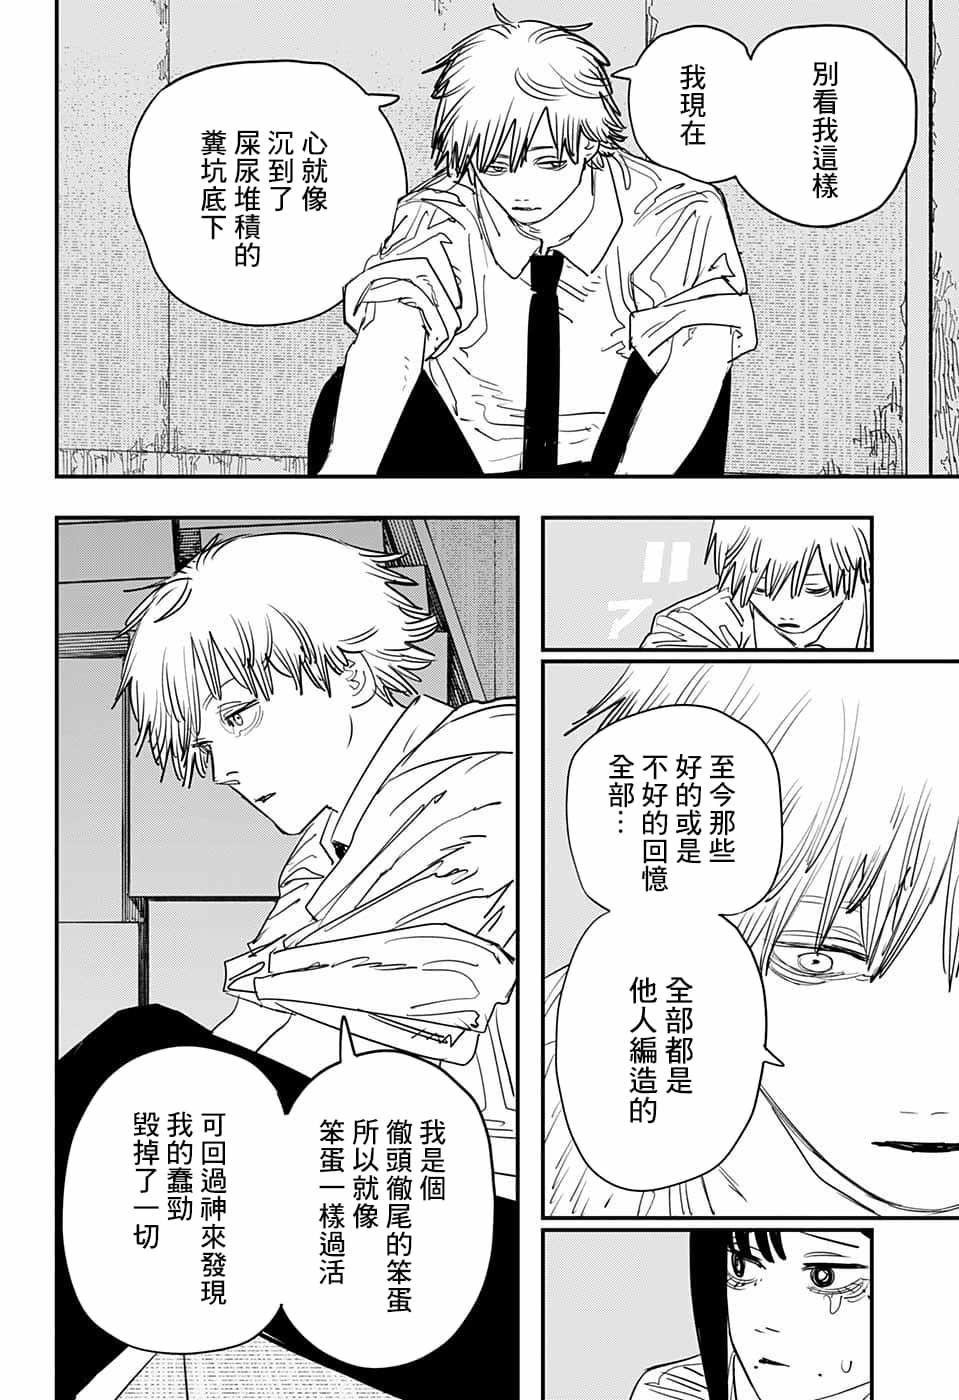 別看我這樣
我現在
心就像
沉到了
屎尿堆積的
糞坑底下
至今那些
好的或是
不好的回憶
全部…
全部都是
他人編造的
我是個
徹頭徹尾的笨蛋
所以就像
笨蛋一樣過活
可回過神來發現
我的蠢勁
毀掉了一切